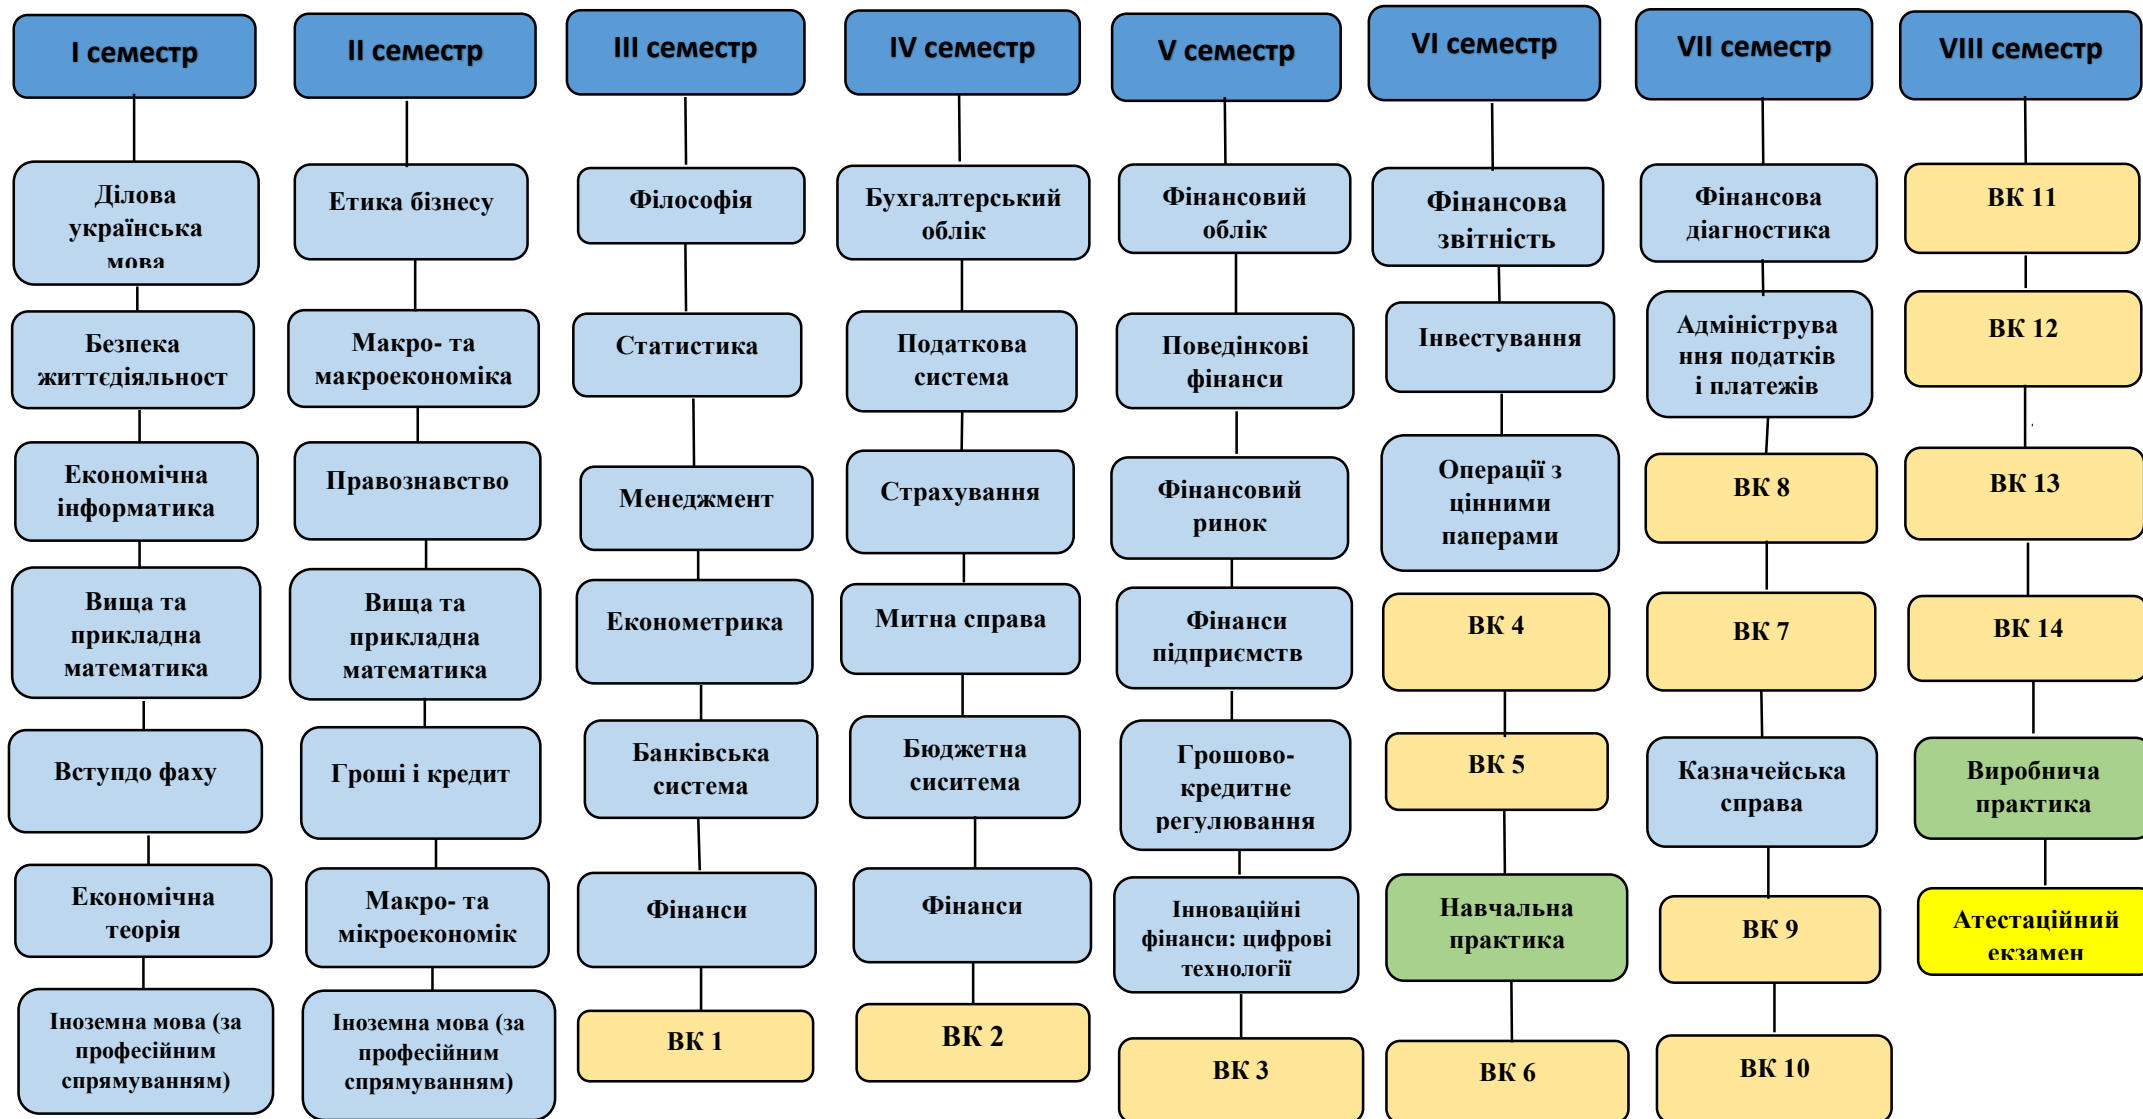 І семестр
Ділова
українська
мова
Безпека
життєдіяльност
Економічна
інформатика
Вища та
прикладна
математика
Вступдо фаху
Економічна
теорія
Іноземна мова (за
професійним
спрямуванням)
ІІ семестр
Етика бізнесу
Макро- та
макроекономіка
Правознавство
Вища та
прикладна
математика
Гроші і кредит
Макро- та
мікроекономік
Іноземна мова (за
професійним
спрямуванням)
ІІІ семестр
Філософія
Статистика
Менеджмент
Економетрика
Банківська
система
Фінанси
ВК 1
IV семестр
Бухгалтерський
облік
Податкова
система
Страхування
Митна справа
Бюджетна
сиситема
Фінанси
ВК 2
V семестр
Фінансовий
облік
Поведінкові
фінанси
Фінансовий
ринок
Фінанси
підприємств
Грошово-
кредитне
регулювання
Інноваційні
фінанси: цифрові
технології
ВК 3
VI семестр
Фінансова
звітність
Інвестування
Операції з
цінними
паперами
ВК 4
ВК 5
Навчальна
практика
ВК 6
VII семестр
Фінансова
діагностика
Адмініструва
ння податків
і платежів
ВК 8
ВК 7
Казначейська
справа
ВК 9
ВК 10
VIII семестр
ВК 11
ВК 12
ВК 13
ВК 14
Виробнича
практика
Атестаційний
екзамен